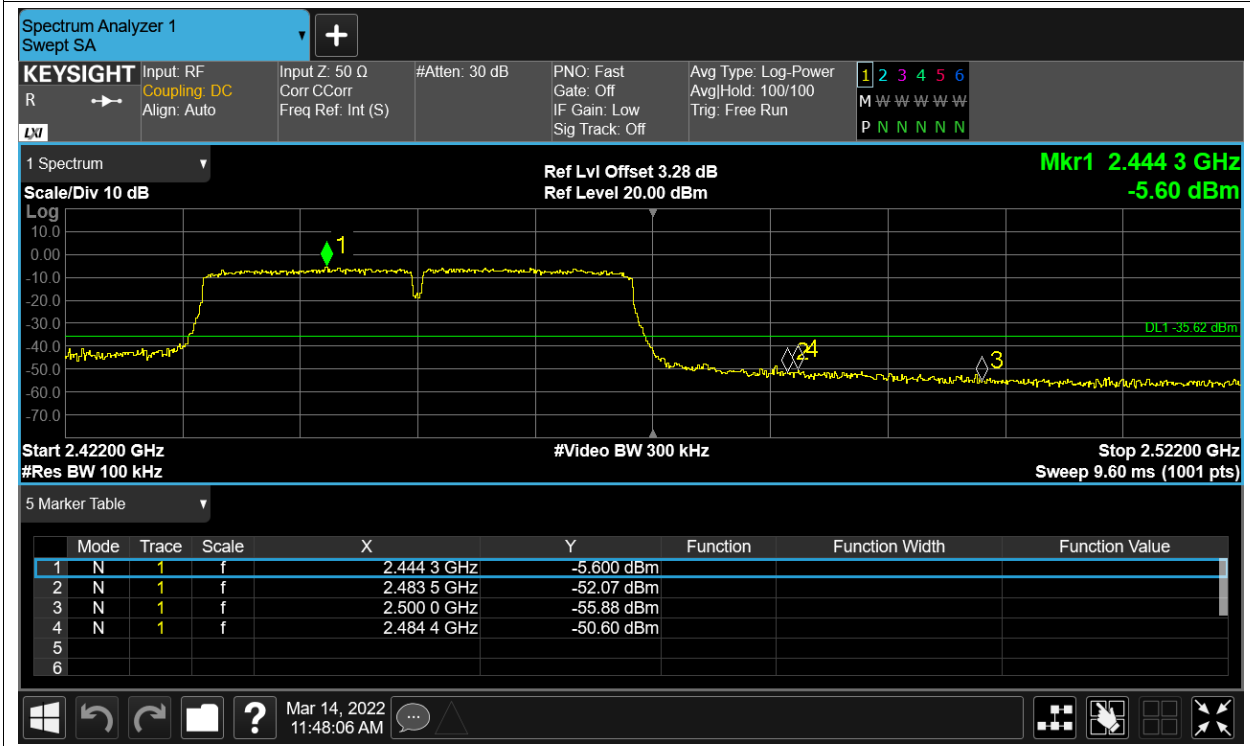 Spectrum Analyzer 1
Swept SA
+
KEYSIGHT Input: RF Input Z: 50 Ω #Atten: 30 dB PNO: Fast Avg Type: Log-Power 1 2 3 4 5 6
R Coupling: DC Corr CCorr Gate: Off Avg|Hold: 100/100 M W W W W W
Align: Auto Freq Ref: Int (S) IF Gain: Low Trig: Free Run
LXI Sig Track: Off P N N N N N
1 Spectrum
Ref Lvl Offset 3.28 dB Mkr1 2.444 3 GHz
Scale/Div 10 dB Ref Level 20.00 dBm -5.60 dBm
Log
10.0
1
0.00
-10.0
-20.0
-30.0
DL1 -35.62 dBm
-40.0
2 4
-50.0
3
-60.0
-70.0
Start 2.42200 GHz #Video BW 300 kHz Stop 2.52200 GHz
#Res BW 100 kHz Sweep 9.60 ms (1001 pts)
5 Marker Table
Mode Trace Scale X Y Function Function Width Function Value
1 N 1 f 2.444 3 GHz -5.600 dBm
2 N 1 f 2.483 5 GHz -52.07 dBm
3 N 1 f 2.500 0 GHz -55.88 dBm
4 N 1 f 2.484 4 GHz -50.60 dBm
5
6
? Mar 14, 2022
11:48:06 AM